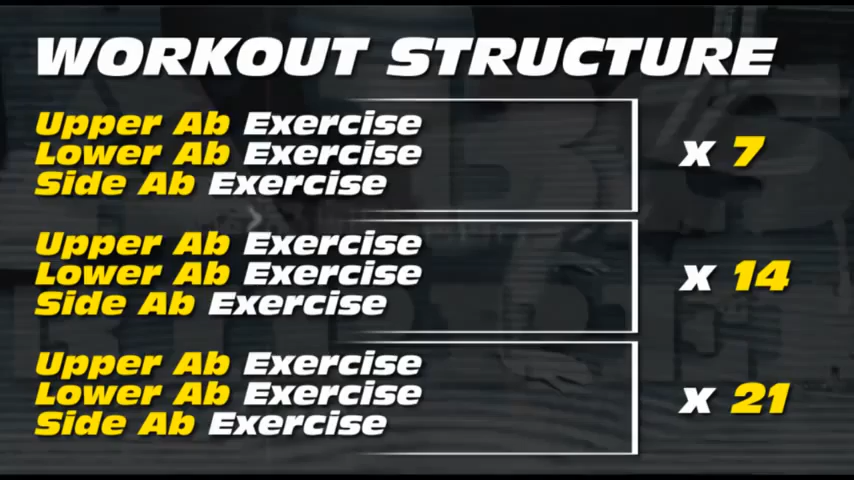 WORKOUT STRUCTURE
Upper Ab Exercise
Lower Ab Exercise
Side Ab Exercise
x 7
Upper Ab Exercise
Lower Ab Exercise
Side Ab Exercise
x 14
Upper Ab Exercise
Lower Ab Exercise
Side Ab Exercise
x 21